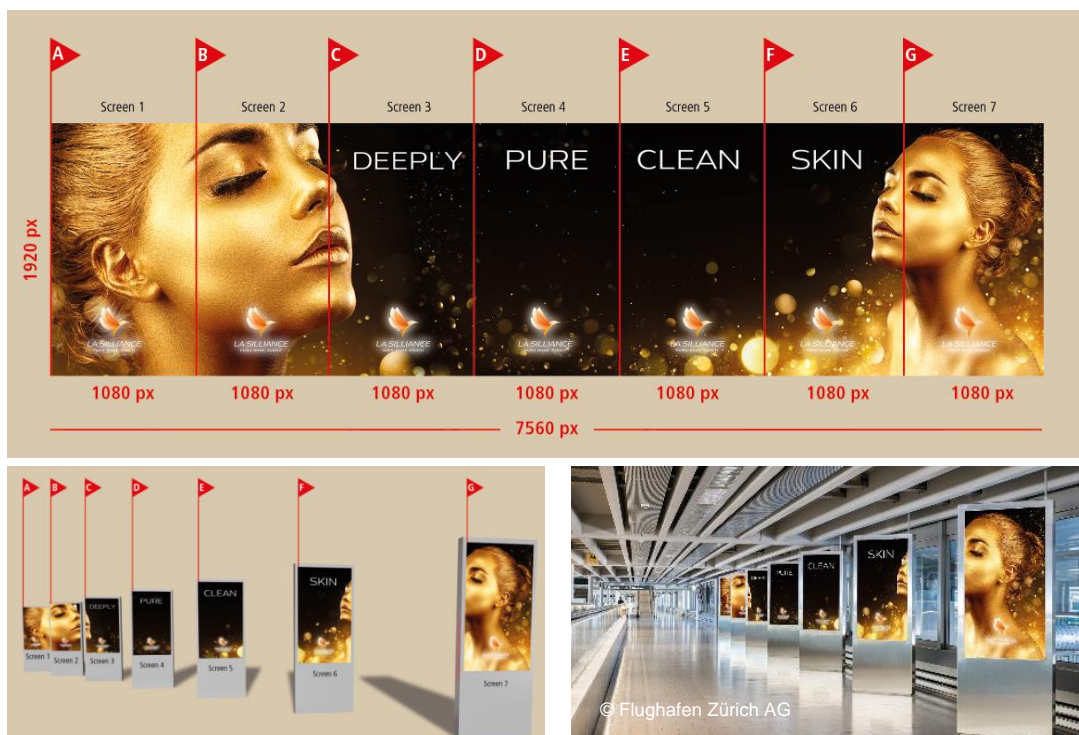 A B C D E F G
Screen 1 Screen 2 Screen 3 Screen 4 Screen 5 Screen 6 Screen 7
DEEPLY PURE CLEAN SKIN
1920 px
LA SILLIANCE LA SILLIANCE LA SILLIANCE LA SILLIANCE LA SILLIANCE LA SILLIANCE LA SILLIANCE
1080 px 1080 px 1080 px 1080 px 1080 px 1080 px 1080 px
7560 px
A B C D E F G
DEEPLY PURE CLEAN SKIN
Screen 1 Screen 2 Screen 3 Screen 4 Screen 5 Screen 6 Screen 7
PURE CLEAN SKIN
© Flughafen Zürich AG